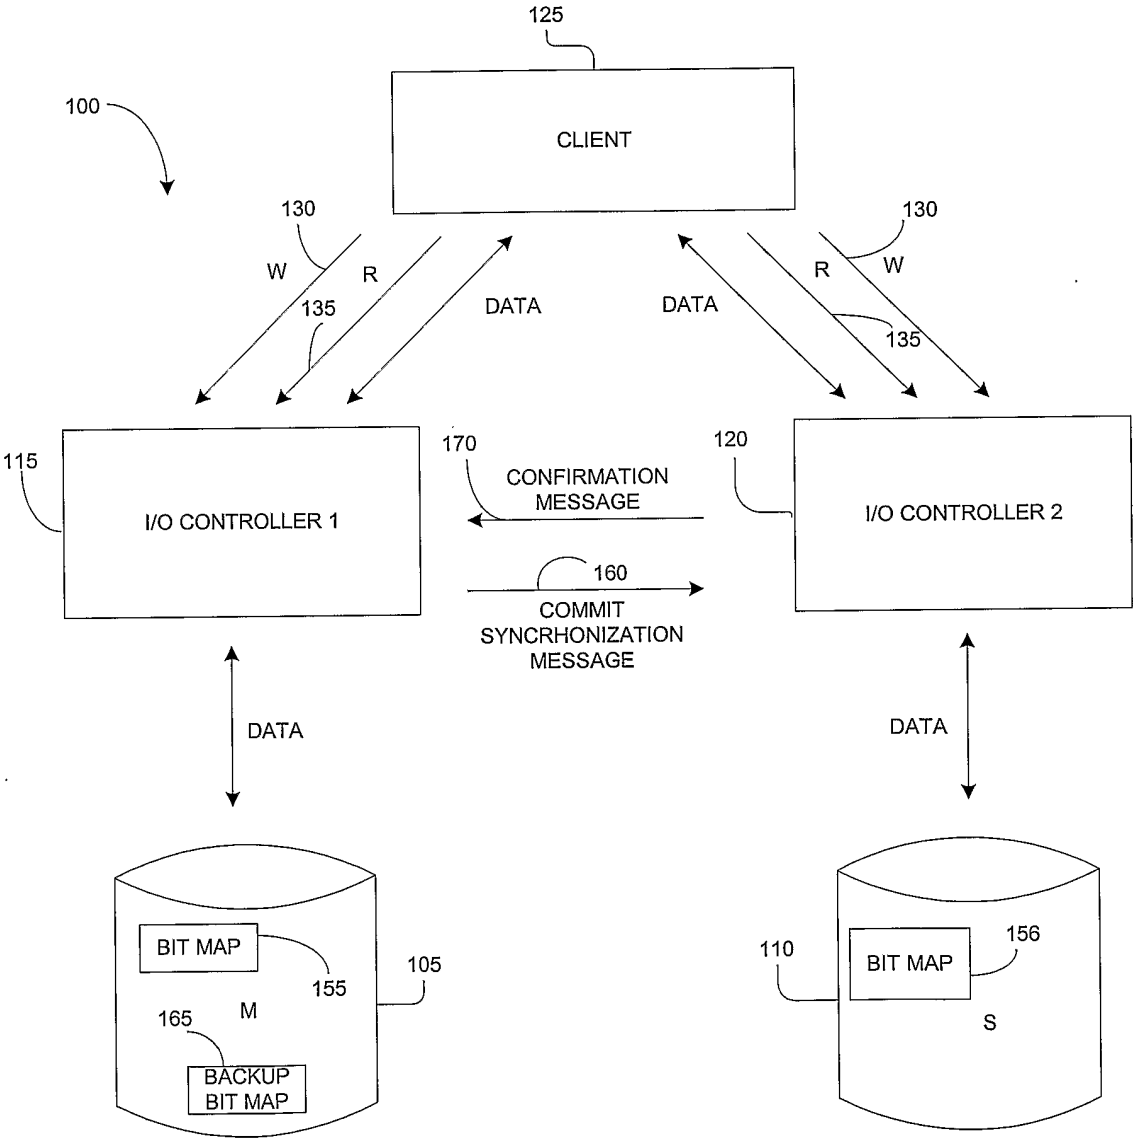 125
100
CLIENT
130
130
W
R
R
W
135
DATA
DATA
135
115
170
120
CONFIRMATION
MESSAGE
I/O CONTROLLER 1
I/O CONTROLLER 2
160
COMMIT
SYNCRHONIZATION
MESSAGE
DATA
DATA
BIT MAP
155
105
110
BIT MAP
156
165
M
S
BACKUP
BIT MAP